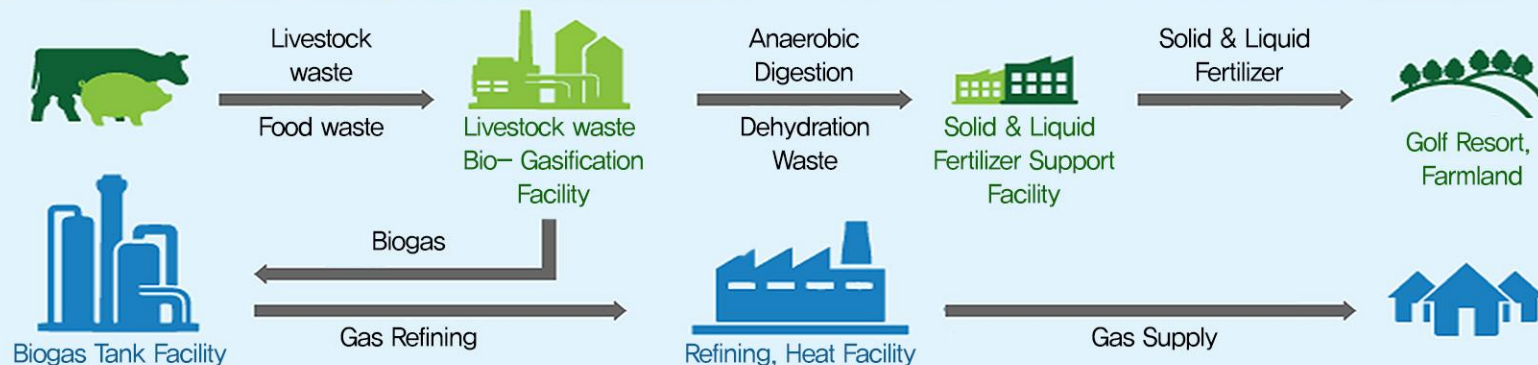 Livestock
waste
Food waste
Livestock waste
Bio- Gasification
Facility
Anaerobic
Digestion
Dehydration
Waste
Solid & Liquid
Fertilizer Support
Facility
Solid & Liquid
Fertilizer
Golf Resort,
Farmland
Biogas
Biogas Tank Facility
Gas Refining
Refining, Heat Facility
Gas Supply